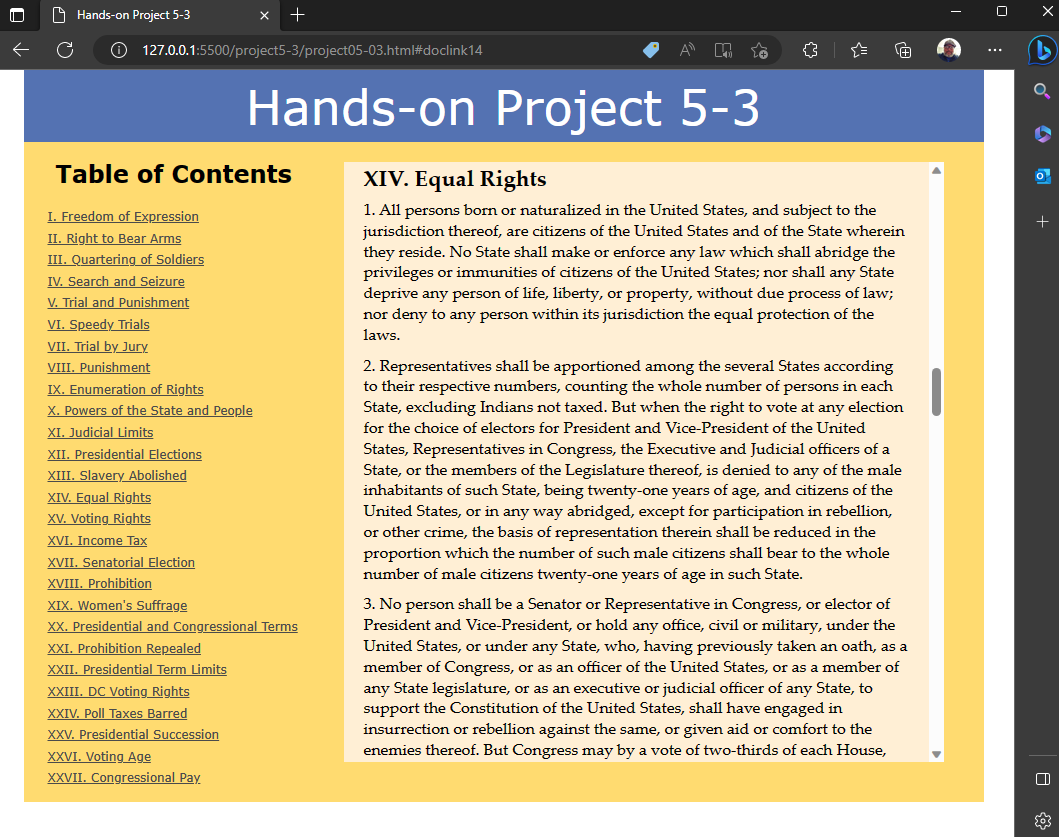 Hands-on Project 5-3
127.0.0.1:5500/project5-3/project05-03.html#doclink14
Hands-on Project 5-3
Table of Contents
I. Freedom of Expression
II. Right to Bear Arms
III. Quartering of Soldiers
IV. Search and Seizure
V. Trial and Punishment
VI. Speedy Trials
VII. Trial by Jury
VIII. Punishment
IX. Enumeration of Rights
X. Powers of the State and People
XI. Judicial Limits
XII. Presidential Elections
XIII. Slavery Abolished
XIV. Equal Rights
XV. Voting Rights
XVI. Income Tax
XVII. Senatorial Election
XVIII. Prohibition
XIX. Women's Suffrage
XX. Presidential and Congressional Terms
XXI. Prohibition Repealed
XXII. Presidential Term Limits
XXIII. DC Voting Rights
XXIV. Poll Taxes Barred
XXV. Presidential Succession
XXVI. Voting Age
XXVII. Congressional Pay
XIV. Equal Rights
1. All persons born or naturalized in the United States, and subject to the
jurisdiction thereof, are citizens of the United States and of the State wherein
they reside. No State shall make or enforce any law which shall abridge the
privileges or immunities of citizens of the United States; nor shall any State
deprive any person of life, liberty, or property, without due process of law;
nor deny to any person within its jurisdiction the equal protection of the
laws.
2. Representatives shall be apportioned among the several States according
to their respective numbers, counting the whole number of persons in each
State, excluding Indians not taxed. But when the right to vote at any election
for the choice of electors for President and Vice-President of the United
States, Representatives in Congress, the Executive and Judicial officers of a
State, or the members of the Legislature thereof, is denied to any of the male
inhabitants of such State, being twenty-one years of age, and citizens of the
United States, or in any way abridged, except for participation in rebellion,
or other crime, the basis of representation therein shall be reduced in the
proportion which the number of such male citizens shall bear to the whole
number of male citizens twenty-one years of age in such State.
3. No person shall be a Senator or Representative in Congress, or elector of
President and Vice-President, or hold any office, civil or military, under the
United States, or under any State, who, having previously taken an oath, as a
member of Congress, or as an officer of the United States, or as a member of
any State legislature, or as an executive or judicial officer of any State, to
support the Constitution of the United States, shall have engaged in
insurrection or rebellion against the same, or given aid or comfort to the
enemies thereof. But Congress may by a vote of two-thirds of each House,